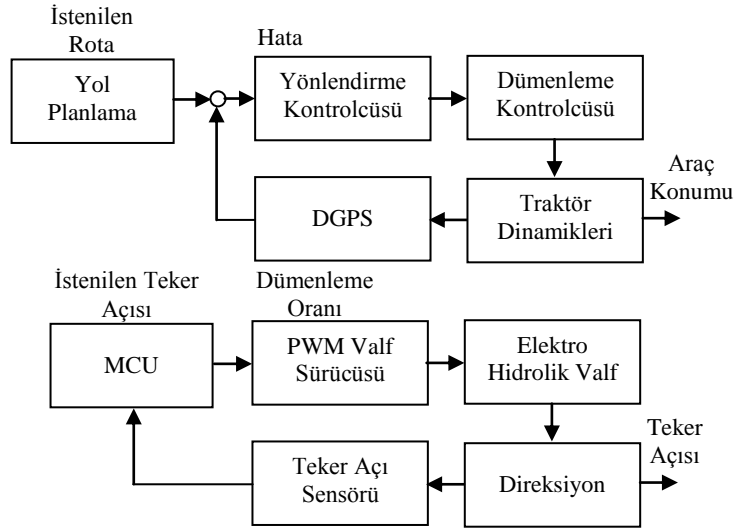 İstenilen
Rota
Hata
Yol
Planlama
Yönlendirme
Kontrolcüsü
Dümenleme
Kontrolcüsü
Araç
Konumu
DGPS
Traktör
Dinamikleri
İstenilen Teker
Açısı
Dümenleme
Oranı
MCU
PWM Valf
Sürücüsü
Elektro
Hidrolik Valf
Teker
Açısı
Teker Açı
Sensörü
Direksiyon